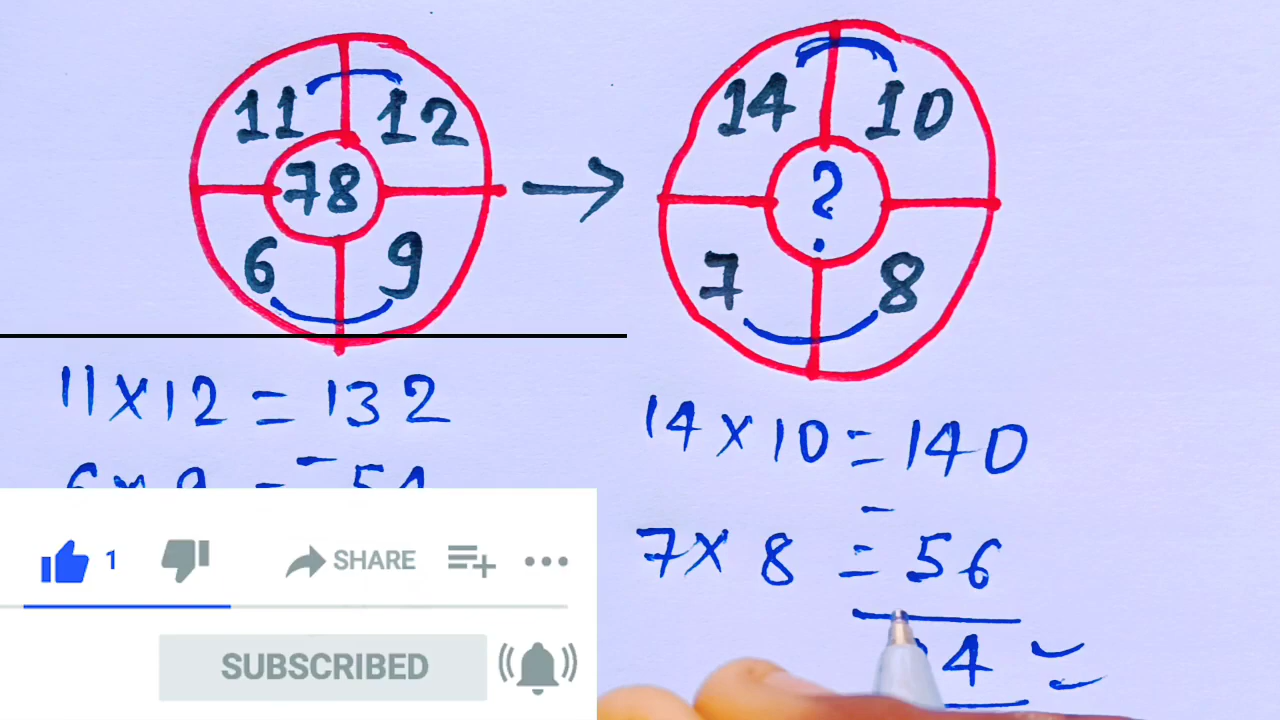 11 12
78
6 9
14 10
?
7 8
11 × 12 = 132
14 × 10 = 140
7 × 8 = 56
4
1 SHARE
SUBSCRIBED